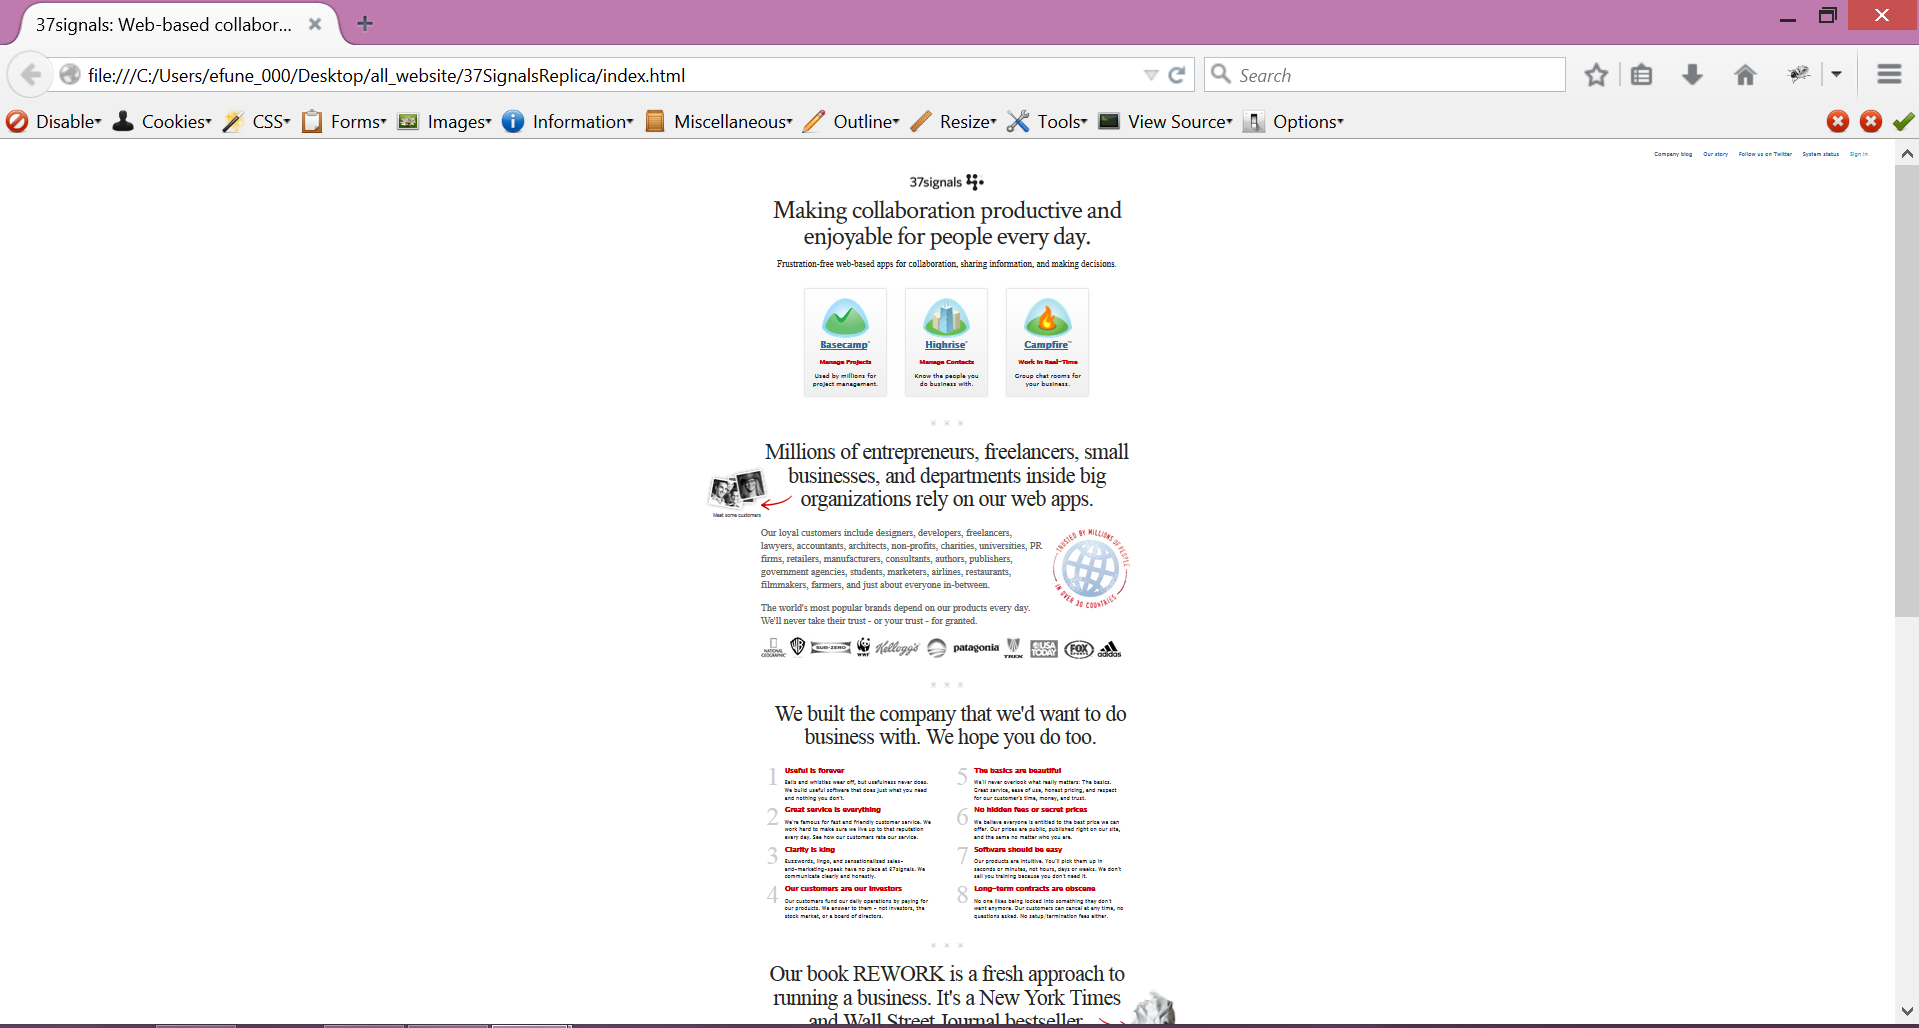 37signals: Web-based collabor...
file:///C:/Users/efune_000/Desktop/all_website/37SignalsReplica/index.html
Search
Disable Cookies CSS Forms Images Information Miscellaneous Outline Resize Tools View Source Options
Company blog Our story Follow us on Twitter System status Sign in
37signals
Making collaboration productive and
enjoyable for people every day.
Frustration-free web-based apps for collaboration, sharing information, and making decisions.
Basecamp
Manage Projects
Used by millions for
project management.
Highrise
Manage Contacts
Know the people you
do business with.
Campfire
Work in Real-Time
Group chat rooms for
your business.
Millions of entrepreneurs, freelancers, small
businesses, and departments inside big
organizations rely on our web apps.
Meet some customers
Our loyal customers include designers, developers, freelancers,
lawyers, accountants, architects, non-profits, charities, universities, PR
firms, retailers, manufacturers, consultants, authors, publishers,
government agencies, students, marketers, airlines, restaurants,
filmmakers, farmers, and just about everyone in-between.
TRUSTED BY MILLIONS OF PEOPLE
IN OVER 30 COUNTRIES
The world's most popular brands depend on our products every day.
We'll never take their trust - or your trust - for granted.
NATIONAL GEOGRAPHIC WB SUB-ZERO WWF Kellogg's patagonia TREK USA TODAY FOX SPORTS adidas
We built the company that we'd want to do
business with. We hope you do too.
1 Useful is forever
Bells and whistles wear off, but usefulness never does.
We build useful software that does just what you need
and nothing you don't.
2 Great service is everything
We're famous for fast and friendly customer service. We
work hard to make sure we live up to that reputation
every day. See how our customers rate our service.
3 Clarity is king
Buzzwords, lingo, and sensationalized sales-
and-marketing-speak have no place at 37signals. We
communicate clearly and honestly.
4 Our customers are our investors
Our customers fund our daily operations by paying for
our products. We answer to them - not investors, the
stock market, or a board of directors.
5 The basics are beautiful
We'll never overlook what really matters: The basics.
Great service, ease of use, honest pricing, and respect
for our customer's time, money, and trust.
6 No hidden fees or secret prices
We believe everyone is entitled to the best price we can
offer. Our prices are public, published right on our site,
and the same no matter who you are.
7 Software should be easy
Our products are intuitive. You'll pick them up in
seconds or minutes, not hours, days or weeks. We don't
sell you training because you don't need it.
8 Long-term contracts are obscene
No one likes being locked into something they don't
want anymore. Our customers can cancel at any time, no
questions asked. No setup/termination fees either.
Our book REWORK is a fresh approach to
running a business. It's a New York Times
and Wall Street Journal bestseller.